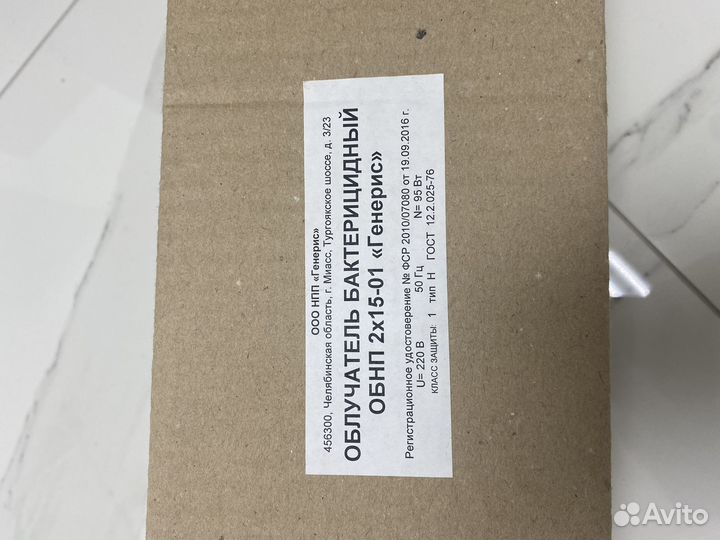 ООО НПП «Генерис»
456300, Челябинская область, г. Миасс, Тургоякское шоссе, д. 3/23
ОБЛУЧАТЕЛЬ БАКТЕРИЦИДНЫЙ
ОБНП 2х15-01 «Генерис»
Регистрационное удостоверение № ФСР 2010/07080 от 19.09.2016 г.
U= 220 В 50 Гц N= 95 Вт
КЛАСС ЗАЩИТЫ: 1 тип Н ГОСТ 12.2.025-76
Avito